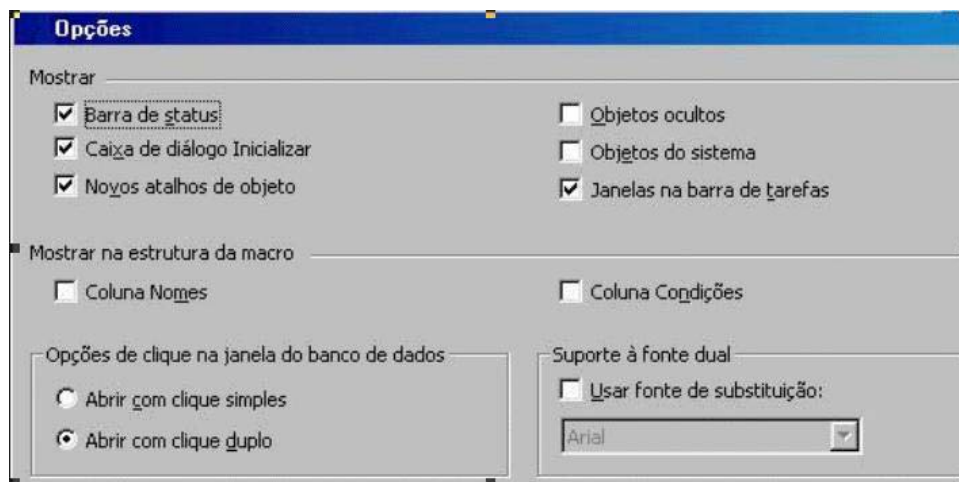 Opções
Mostrar
Barra de status
Objetos ocultos
Caixa de diálogo Inicializar
Objetos do sistema
Novos atalhos de objeto
Janelas na barra de tarefas
Mostrar na estrutura da macro
Coluna Nomes
Coluna Condições
Opções de clique na janela do banco de dados
Suporte à fonte dual
Abrir com clique simples
Usar fonte de substituição:
Abrir com clique duplo
Arial